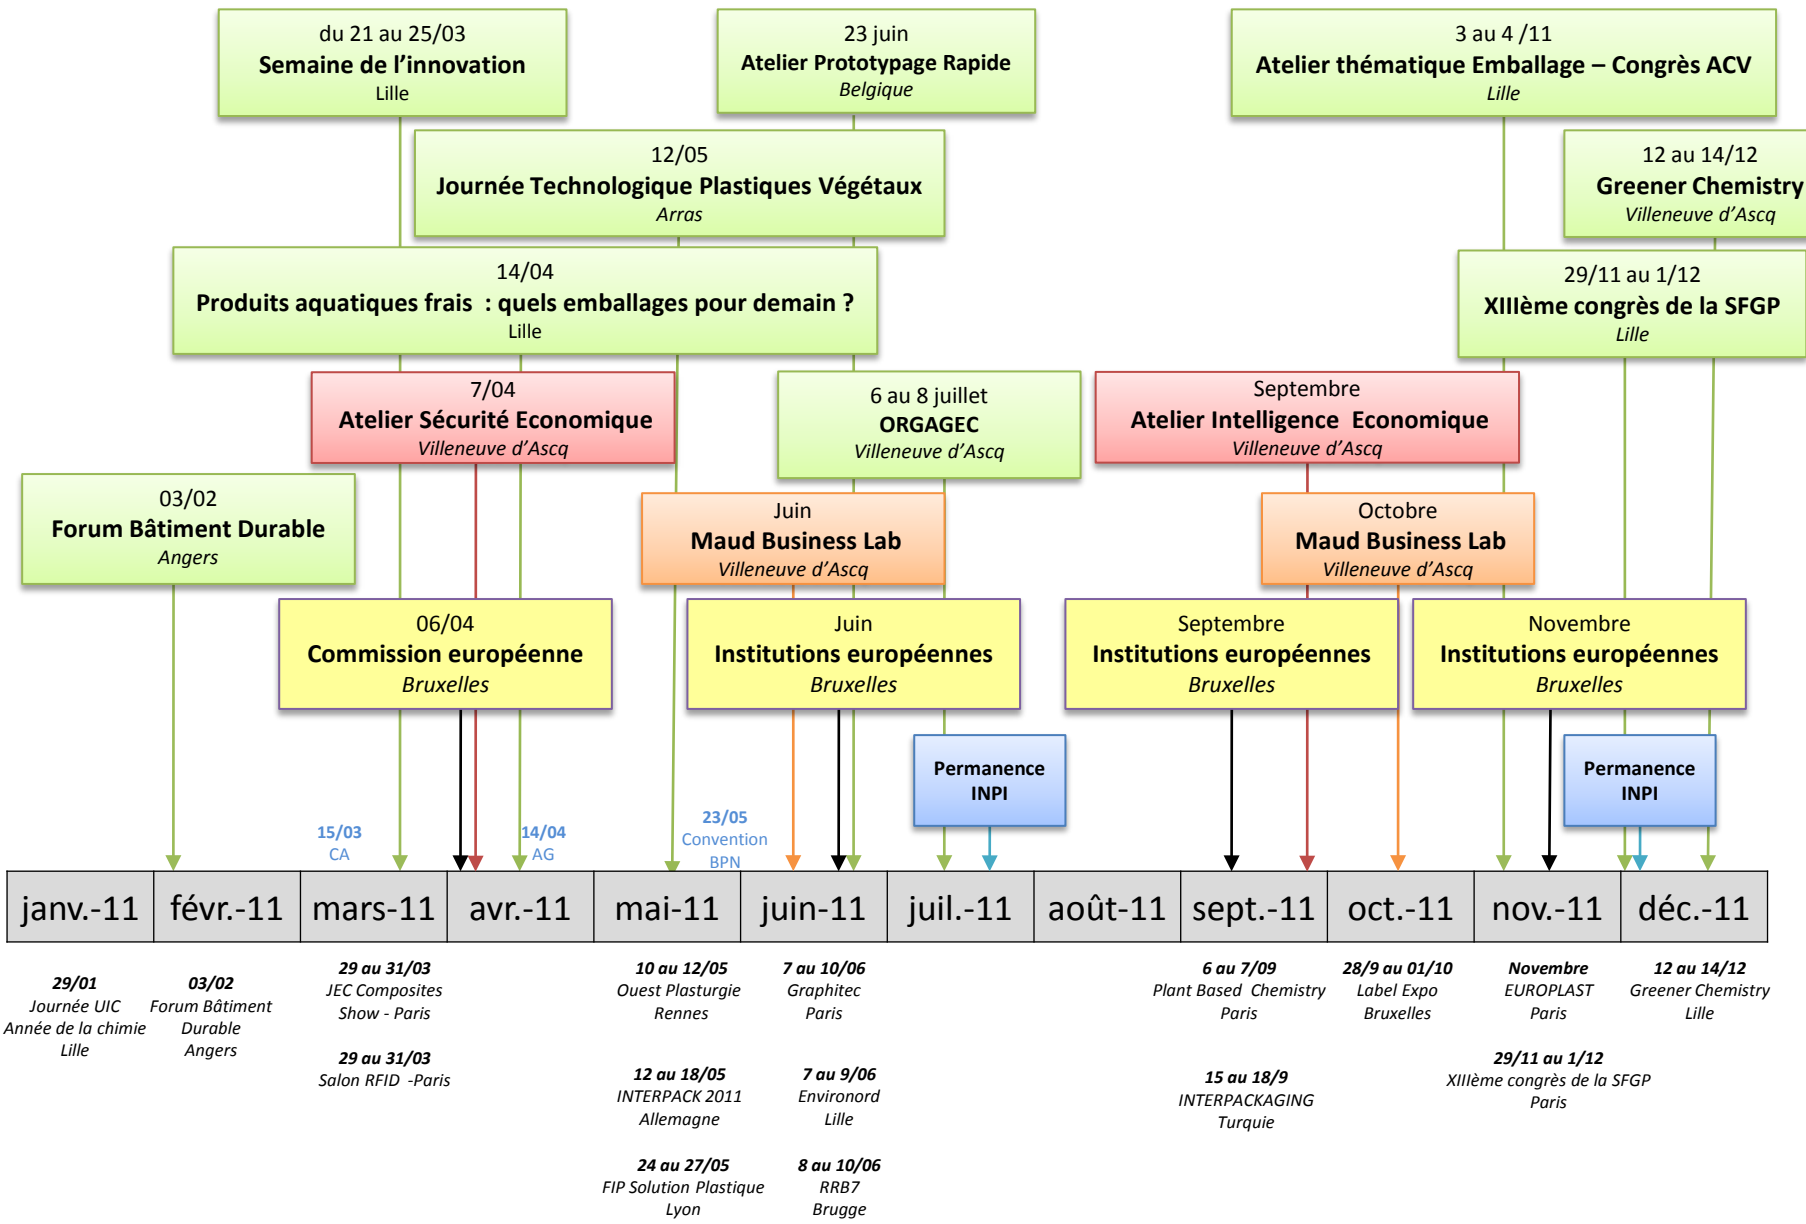 du 21 au 25/03
Semaine de l'innovation
Lille
23 juin
Atelier Prototypage Rapide
Belgique
3 au 4 /11
Atelier thématique Emballage – Congrès ACV
Lille
12/05
Journée Technologique Plastiques Végétaux
Arras
12 au 14/12
Greener Chemistry
Villeneuve d'Ascq
14/04
Produits aquatiques frais : quels emballages pour demain ?
Lille
29/11 au 1/12
XIIIème congrès de la SFGP
Lille
7/04
Atelier Sécurité Economique
Villeneuve d'Ascq
6 au 8 juillet
ORGAGEC
Villeneuve d'Ascq
Septembre
Atelier Intelligence Economique
Villeneuve d'Ascq
03/02
Forum Bâtiment Durable
Angers
Juin
Maud Business Lab
Villeneuve d'Ascq
Octobre
Maud Business Lab
Villeneuve d'Ascq
06/04
Commission européenne
Bruxelles
Juin
Institutions européennes
Bruxelles
Septembre
Institutions européennes
Bruxelles
Novembre
Institutions européennes
Bruxelles
Permanence
INPI
Permanence
INPI
15/03
CA
14/04
AG
23/05
Convention
BPN
janv.-11 févr.-11 mars-11 avr.-11 mai-11 juin-11 juil.-11 août-11 sept.-11 oct.-11 nov.-11 déc.-11
29/01
Journée UIC
Année de la chimie
Lille
03/02
Forum Bâtiment
Durable
Angers
29 au 31/03
JEC Composites
Show - Paris
29 au 31/03
Salon RFID -Paris
10 au 12/05
Ouest Plasturgie
Rennes
12 au 18/05
INTERPACK 2011
Allemagne
24 au 27/05
FIP Solution Plastique
Lyon
7 au 10/06
Graphitec
Paris
7 au 9/06
Environord
Lille
8 au 10/06
RRB7
Brugge
6 au 7/09
Plant Based Chemistry
Paris
15 au 18/9
INTERPACKAGING
Turquie
28/9 au 01/10
Label Expo
Bruxelles
Novembre
EUROPLAST
Paris
29/11 au 1/12
XIIIème congrès de la SFGP
Paris
12 au 14/12
Greener Chemistry
Lille